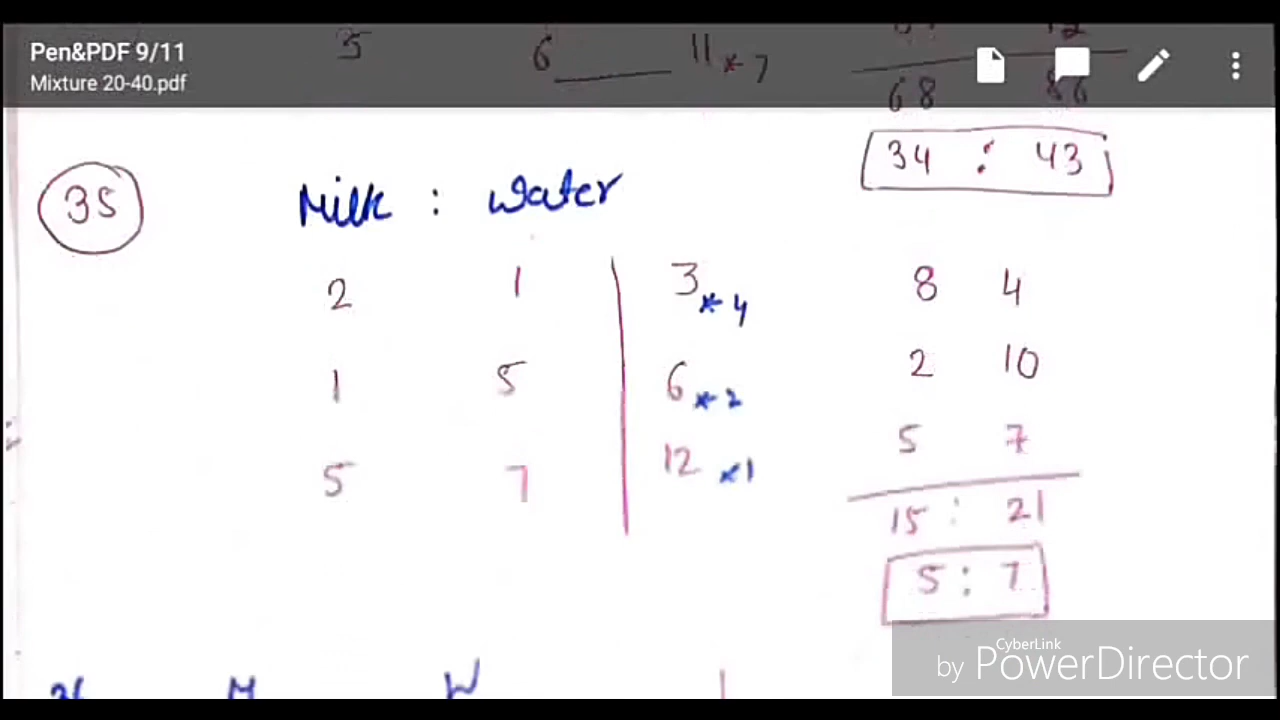 Pen&PDF 9/11
Mixture 20-40.pdf
6 11 * 7
68 86
34 : 43
35 Milk : Water
2 1 3 * 4 8 4
1 5 6 * 2 2 10
5 7 12 *1 5 7
15 : 21
5 : 7
M W
CyberLink
by PowerDirector